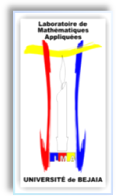 Laboratoire de
Mathématiques
Appliquées
UNIVERSITÉ de BEJAIA